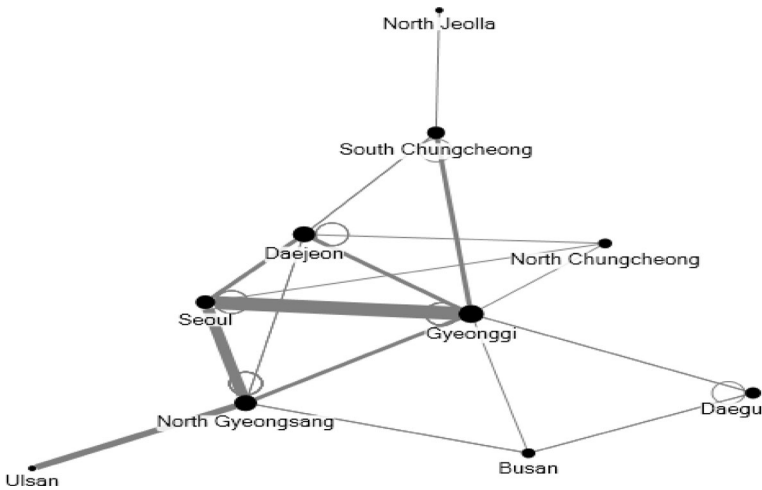 North Jeolla
South Chungcheong
Daejeon
North Chungcheong
Seoul
Gyeonggi
Daegu
North Gyeongsang
Busan
Ulsan